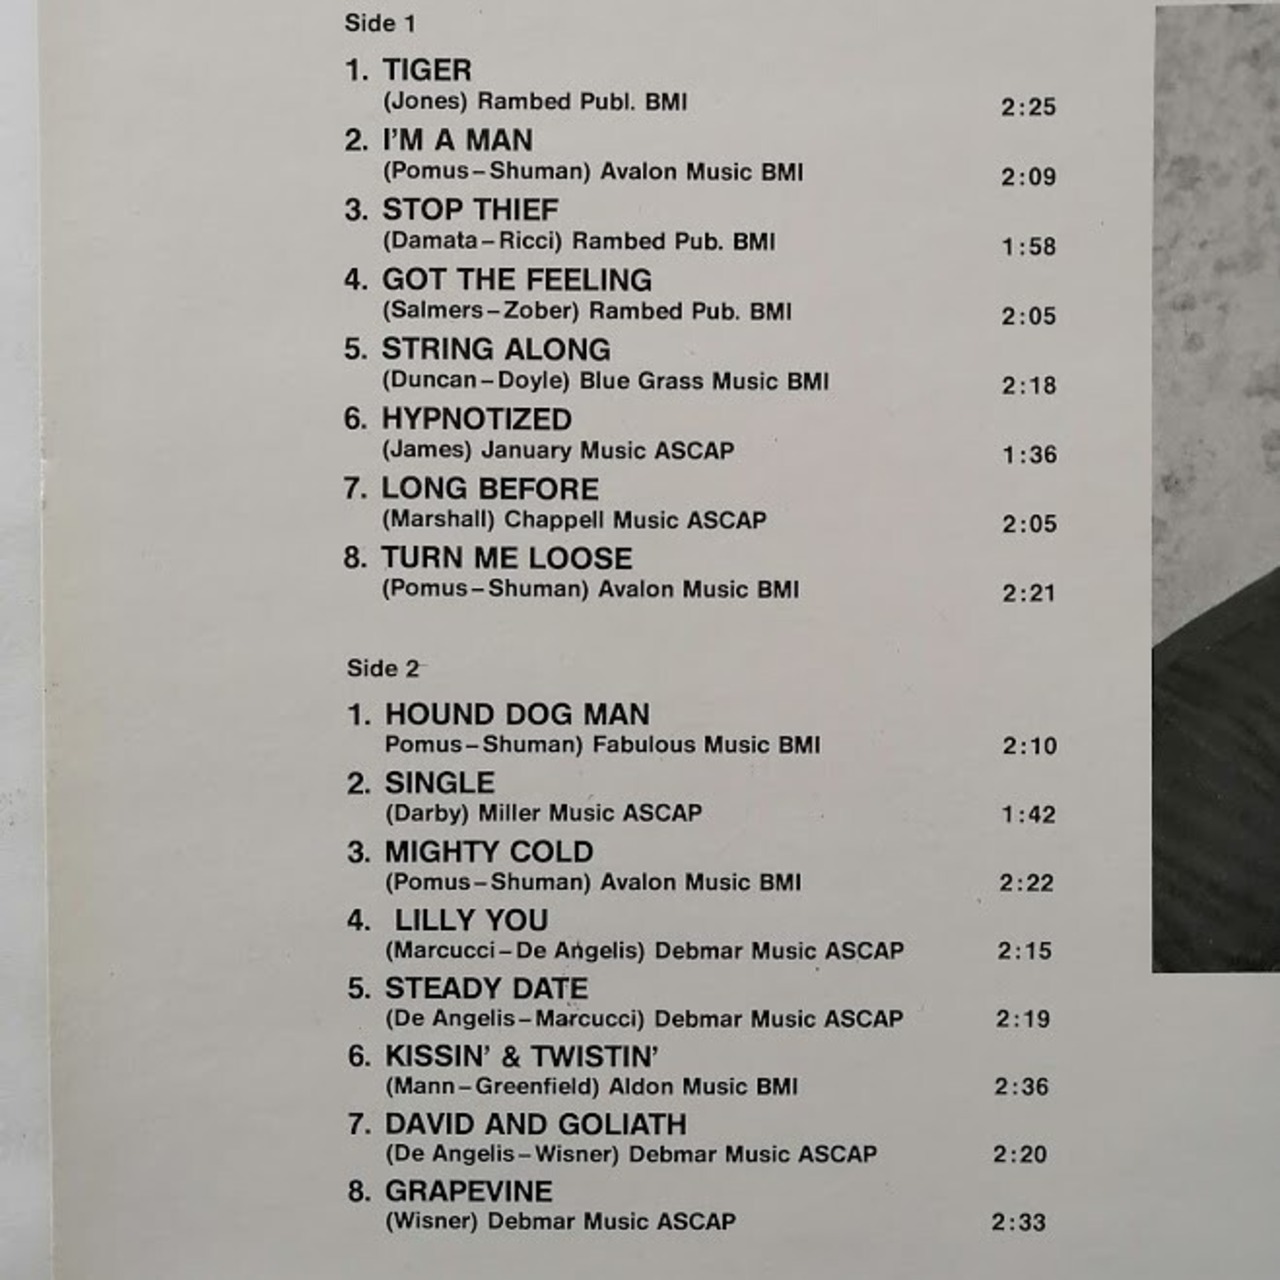 Side 1
1. TIGER
(Jones) Rambed Publ. BMI 2:25
2. I'M A MAN
(Pomus–Shuman) Avalon Music BMI 2:09
3. STOP THIEF
(Damata–Ricci) Rambed Pub. BMI 1:58
4. GOT THE FEELING
(Salmers–Zober) Rambed Pub. BMI 2:05
5. STRING ALONG
(Duncan–Doyle) Blue Grass Music BMI 2:18
6. HYPNOTIZED
(James) January Music ASCAP 1:36
7. LONG BEFORE
(Marshall) Chappell Music ASCAP 2:05
8. TURN ME LOOSE
(Pomus–Shuman) Avalon Music BMI 2:21
Side 2
1. HOUND DOG MAN
Pomus–Shuman) Fabulous Music BMI 2:10
2. SINGLE
(Darby) Miller Music ASCAP 1:42
3. MIGHTY COLD
(Pomus–Shuman) Avalon Music BMI 2:22
4. LILLY YOU
(Marcucci–De Angelis) Debmar Music ASCAP 2:15
5. STEADY DATE
(De Angelis–Marcucci) Debmar Music ASCAP 2:19
6. KISSIN' & TWISTIN'
(Mann–Greenfield) Aldon Music BMI 2:36
7. DAVID AND GOLIATH
(De Angelis–Wisner) Debmar Music ASCAP 2:20
8. GRAPEVINE
(Wisner) Debmar Music ASCAP 2:33